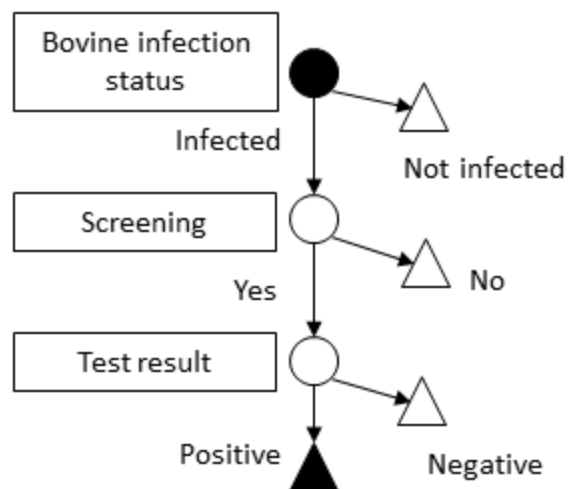 Bovine infection
status
Infected
Not infected
Screening
Yes
No
Test result
Positive
Negative